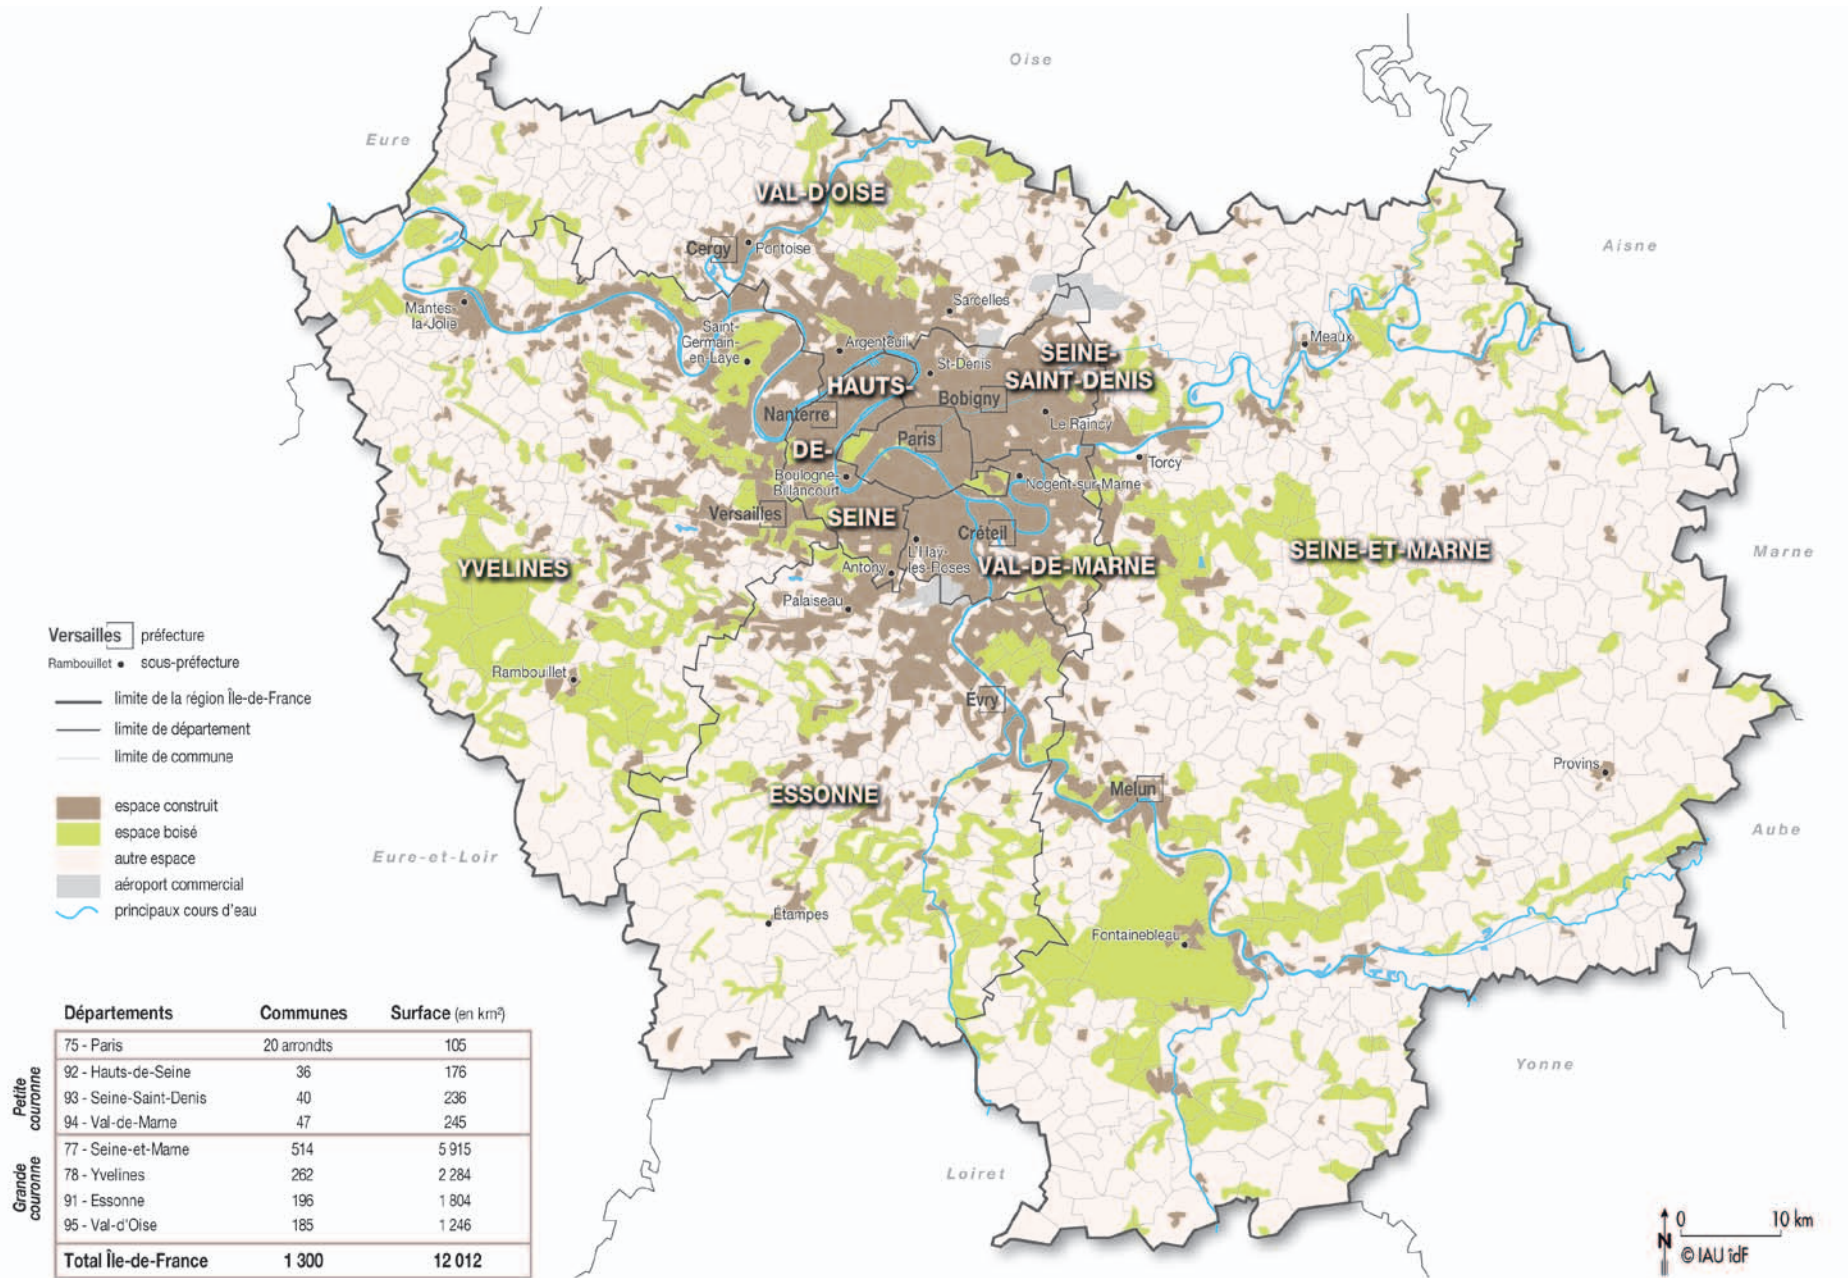 Oise
Eure
Aisne
VAL-D'OISE
Cergy
Pontoise
Mantes-
la-Jolie
Sarcelles
Saint-
Germain-
en-Laye
Argenteuil
St-Denis
SEINE-
SAINT-DENIS
Meaux
HAUTS-
Bobigny
Nanterre
Le Raincy
Paris
DE-
Torcy
Boulogne-
Billancourt
Nogent-sur-Marne
Versailles
SEINE
Créteil
L'Haÿ-
les-Roses
SEINE-ET-MARNE
Marne
YVELINES
Antony
VAL-DE-MARNE
Palaiseau
Rambouillet
Évry
Provins
Melun
ESSONNE
Aube
Eure-et-Loir
Étampes
Fontainebleau
Yonne
Loiret
Versailles préfecture
Rambouillet • sous-préfecture
limite de la région Île-de-France
limite de département
limite de commune
espace construit
espace boisé
autre espace
aéroport commercial
principaux cours d'eau
Départements Communes Surface (en km²)
75 - Paris 20 arrondts 105
Petite couronne
92 - Hauts-de-Seine 36 176
93 - Seine-Saint-Denis 40 236
94 - Val-de-Marne 47 245
Grande couronne
77 - Seine-et-Marne 514 5 915
78 - Yvelines 262 2 284
91 - Essonne 196 1 804
95 - Val-d'Oise 185 1 246
Total Île-de-France 1 300 12 012
0 10 km
N
© IAU îdF